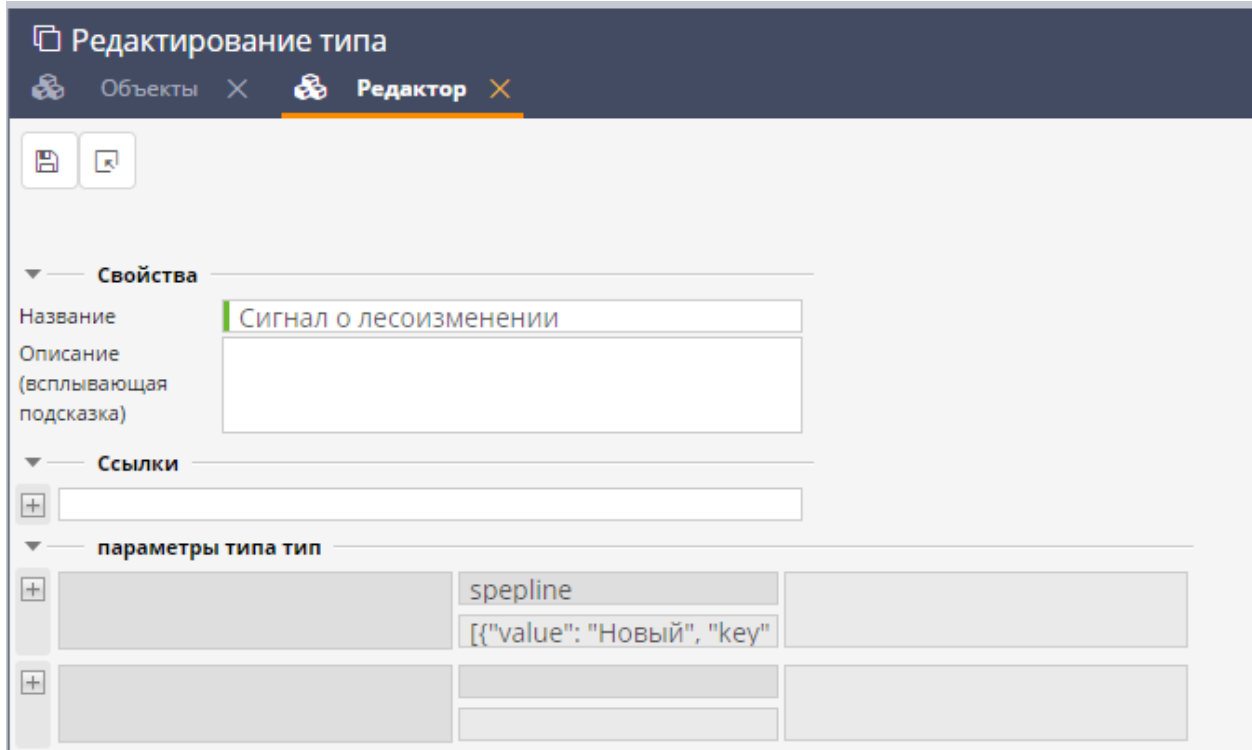 Редактирование типа
Объекты Редактор
Свойства
Название Сигнал о лесоизменении
Описание
(всплывающая
подсказка)
Ссылки
параметры типа тип
spepline
[{"value": "Новый", "key"